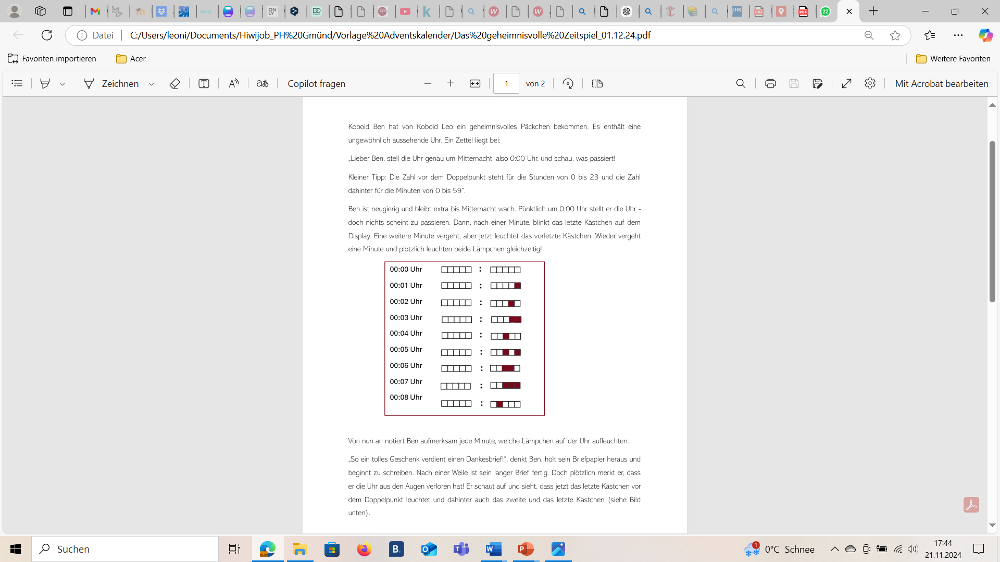 22
Datei
C:/Users/leoni/Documents/Hiwijob_PH%20Gmünd/Vorlage%20Adventskalender/Das%20geheimnisvolle%20Zeitspiel_01.12.24.pdf
Favoriten importieren
Acer
Weitere Favoriten
Zeichnen
aあ
Copilot fragen
1
von 2
Mit Acrobat bearbeiten
Kobold Ben hat von Kobold Leo ein geheimnisvolles Päckchen bekommen. Es enthält eine
ungewöhnlich aussehende Uhr. Ein Zettel liegt bei:
„Lieber Ben, stell die Uhr genau um Mitternacht, also 0:00 Uhr, und schau, was passiert!
Kleiner Tipp: Die Zahl vor dem Doppelpunkt steht für die Stunden von 0 bis 23 und die Zahl
dahinter für die Minuten von 0 bis 59“.
Ben ist neugierig und bleibt extra bis Mitternacht wach. Pünktlich um 0:00 Uhr stellt er die Uhr -
doch nichts scheint zu passieren. Dann, nach einer Minute, blinkt das letzte Kästchen auf dem
Display. Eine weitere Minute vergeht, aber jetzt leuchtet das vorletzte Kästchen. Wieder vergeht
eine Minute und plötzlich leuchten beide Lämpchen gleichzeitig!
00:00 Uhr :
00:01 Uhr :
00:02 Uhr :
00:03 Uhr :
00:04 Uhr :
00:05 Uhr :
00:06 Uhr :
00:07 Uhr :
00:08 Uhr :
Von nun an notiert Ben aufmerksam jede Minute, welche Lämpchen auf der Uhr aufleuchten.
„So ein tolles Geschenk verdient einen Dankesbrief!“, denkt Ben, holt sein Briefpapier heraus und
beginnt zu schreiben. Nach einer Weile ist sein langer Brief fertig. Doch plötzlich merkt er, dass
er die Uhr aus den Augen verloren hat! Er schaut auf und sieht, dass jetzt das letzte Kästchen vor
dem Doppelpunkt leuchtet und dahinter auch das zweite und das letzte Kästchen (siehe Bild
unten).
Suchen
1
0°C Schnee
17:44
21.11.2024